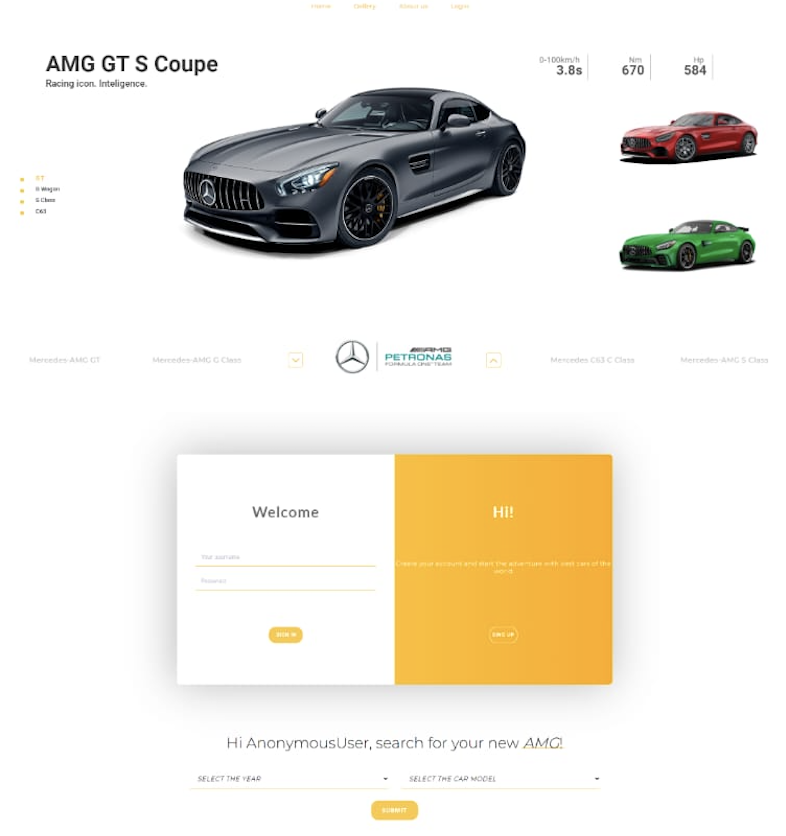 Home Gallery About us Login
AMG GT S Coupe
Racing icon. Inteligence.
0-100km/h Nm Hp
3.8s 670 584
GT
G Wagon
S Class
C63
Mercedes-AMG GT Mercedes-AMG G Class AMG PETRONAS FORMULA ONE TEAM Mercedes C63 C Class Mercedes-AMG S Class
Welcome
Hi!
Your username
Password
Create your account and start the adventure with best cars of the
world.
SIGN IN
SING UP
Hi AnonymousUser, search for your new AMG!
SELECT THE YEAR SELECT THE CAR MODEL
SUBMIT